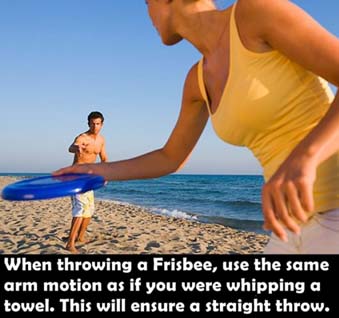 When throwing a Frisbee, use the same
arm motion as if you were whipping a
towel. This will ensure a straight throw.